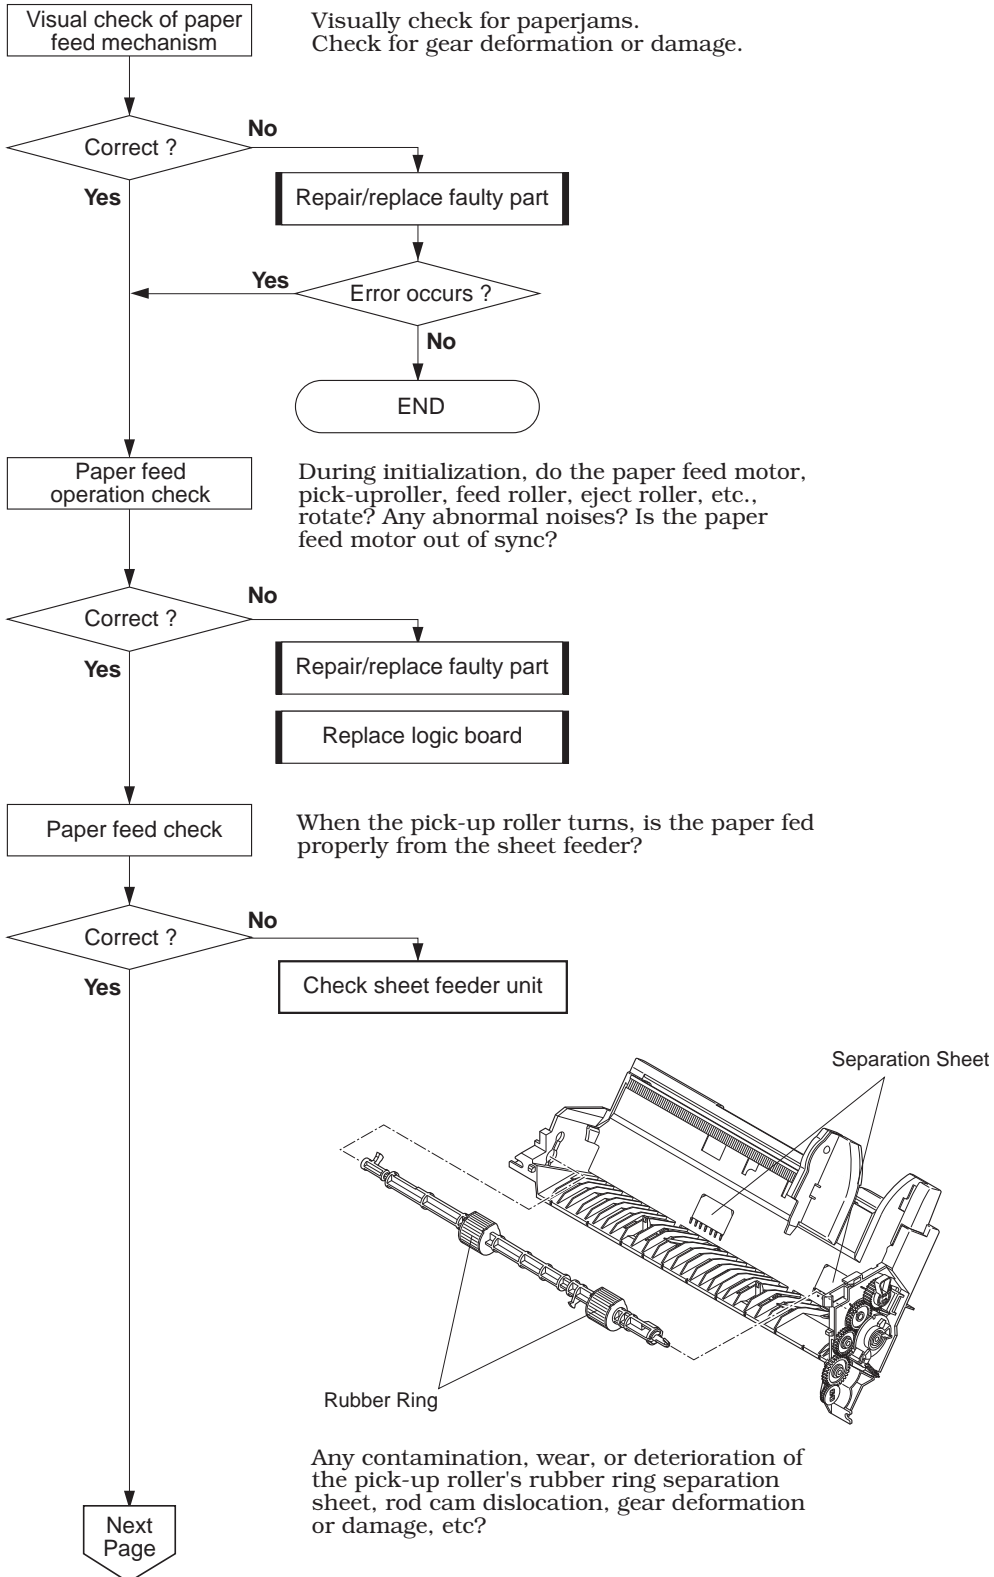 Visual check of paper
feed mechanism
Visually check for paperjams.
Check for gear deformation or damage.
Correct ?
No
Yes
Repair/replace faulty part
Yes
Error occurs ?
No
END
Paper feed
operation check
During initialization, do the paper feed motor,
pick-uproller, feed roller, eject roller, etc.,
rotate? Any abnormal noises? Is the paper
feed motor out of sync?
Correct ?
No
Yes
Repair/replace faulty part
Replace logic board
Paper feed check
When the pick-up roller turns, is the paper fed
properly from the sheet feeder?
Correct ?
No
Yes
Check sheet feeder unit
Separation Sheet
Rubber Ring
Any contamination, wear, or deterioration of
the pick-up roller's rubber ring separation
sheet, rod cam dislocation, gear deformation
or damage, etc?
Next
Page